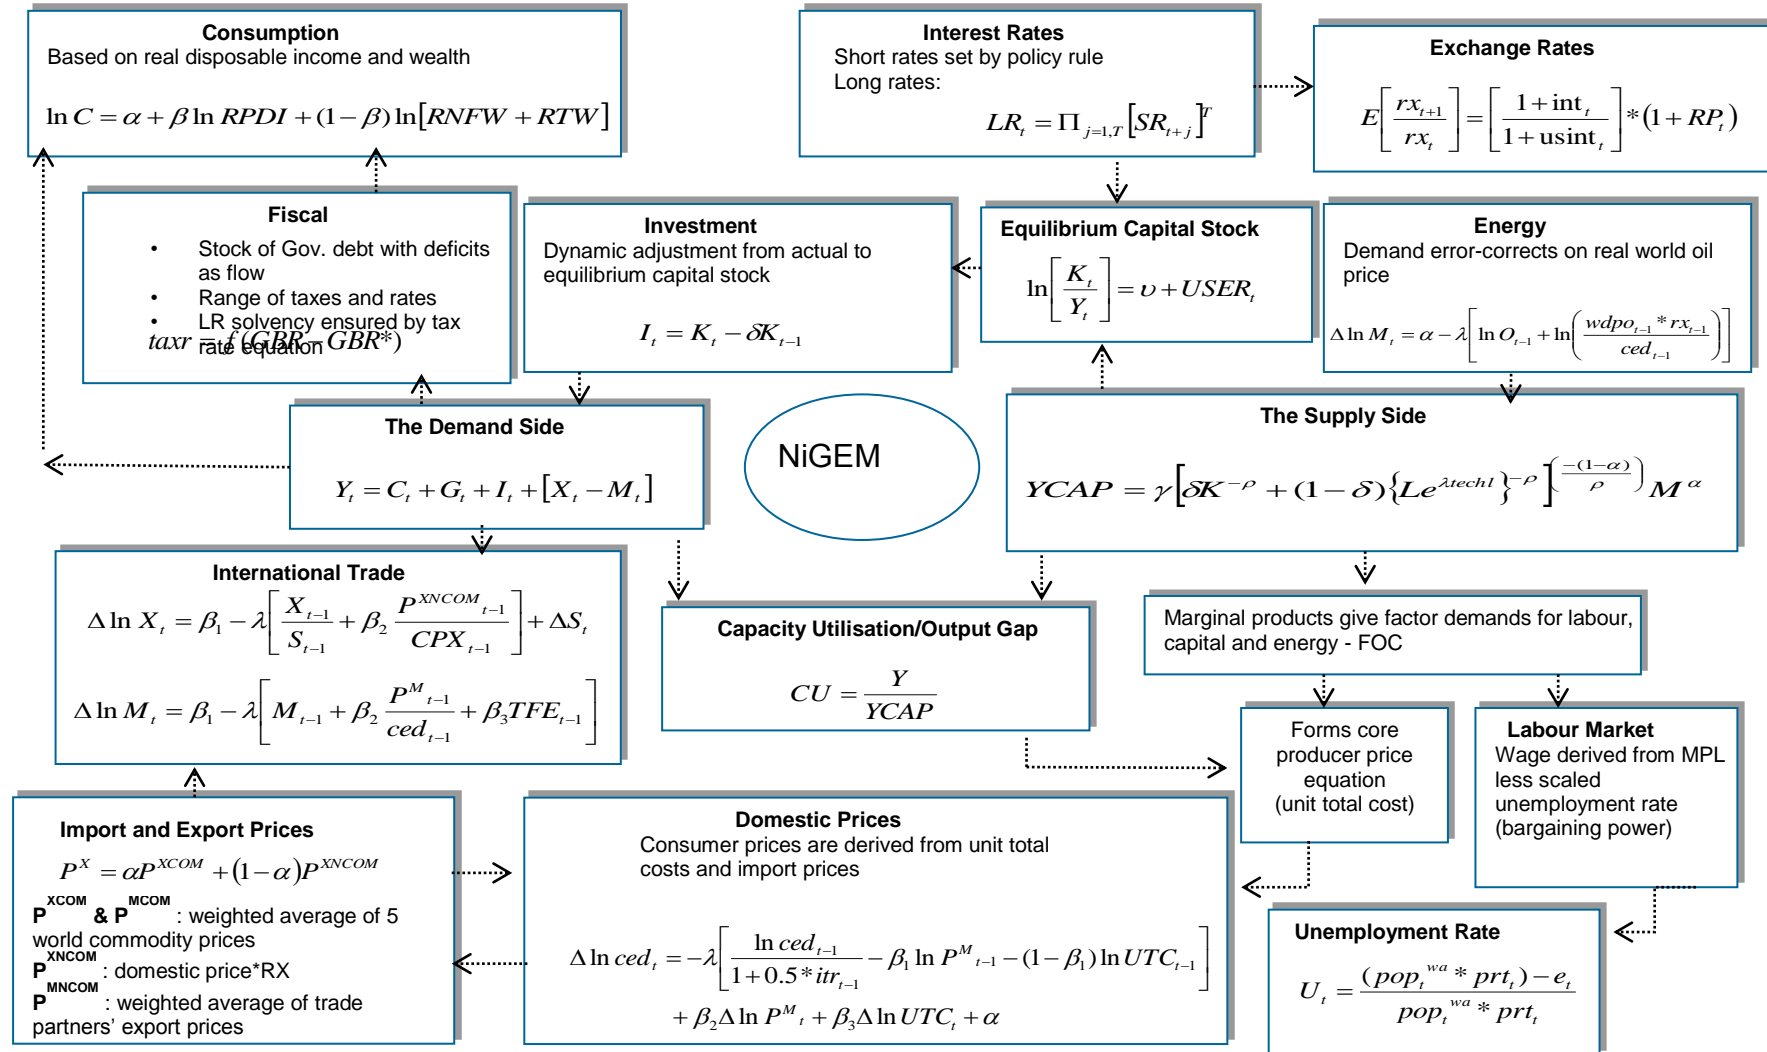 Consumption
Based on real disposable income and wealth
ln C = α + β ln RPDI + (1 − β) ln[RNFW + RTW]
Interest Rates
Short rates set by policy rule
Long rates:
LR_t = Π_{j=1,T} [SR_{t+j}]^T
Exchange Rates
E[rx_{t+1} / rx_t] = [(1 + int_t) / (1 + usint_t)] * (1 + RP_t)
Fiscal
• Stock of Gov. debt with deficits
as flow
• Range of taxes and rates
• LR solvency ensured by tax
rate equation
taxr = f(GBR − GBR*)
Investment
Dynamic adjustment from actual to
equilibrium capital stock
I_t = K_t − δK_{t−1}
Equilibrium Capital Stock
ln[K_t / Y_t] = υ + USER_t
Energy
Demand error-corrects on real world oil
price
Δ ln M_t = α − λ[ln O_{t−1} + ln(wdpo_{t−1} * rx_{t−1} / ced_{t−1})]
The Demand Side
Y_t = C_t + G_t + I_t + [X_t − M_t]
NiGEM
The Supply Side
YCAP = γ[δK^{−ρ} + (1 − δ){Le^{λtechl}}^{−ρ}]^{(−(1−α)/ρ)} M^α
International Trade
Δ ln X_t = β_1 − λ[X_{t−1} / S_{t−1} + β_2 P^{XNCOM}_{t−1} / CPX_{t−1}] + ΔS_t
Δ ln M_t = β_1 − λ[M_{t−1} + β_2 P^M_{t−1} / ced_{t−1} + β_3 TFE_{t−1}]
Capacity Utilisation/Output Gap
CU = Y / YCAP
Marginal products give factor demands for labour,
capital and energy - FOC
Forms core
producer price
equation
(unit total cost)
Labour Market
Wage derived from MPL
less scaled
unemployment rate
(bargaining power)
Import and Export Prices
P^X = αP^{XCOM} + (1 − α)P^{XNCOM}
P^{XCOM} & P^{MCOM} : weighted average of 5
world commodity prices
P^{XNCOM} : domestic price*RX
P^{MNCOM} : weighted average of trade
partners’ export prices
Domestic Prices
Consumer prices are derived from unit total
costs and import prices
Δ ln ced_t = −λ[ln ced_{t−1} / (1 + 0.5 * itr_{t−1}) − β_1 ln P^M_{t−1} − (1 − β_1) ln UTC_{t−1}]
+ β_2 Δ ln P^M_t + β_3 Δ ln UTC_t + α
Unemployment Rate
U_t = ((pop_t^{wa} * prt_t) − e_t) / (pop_t^{wa} * prt_t)